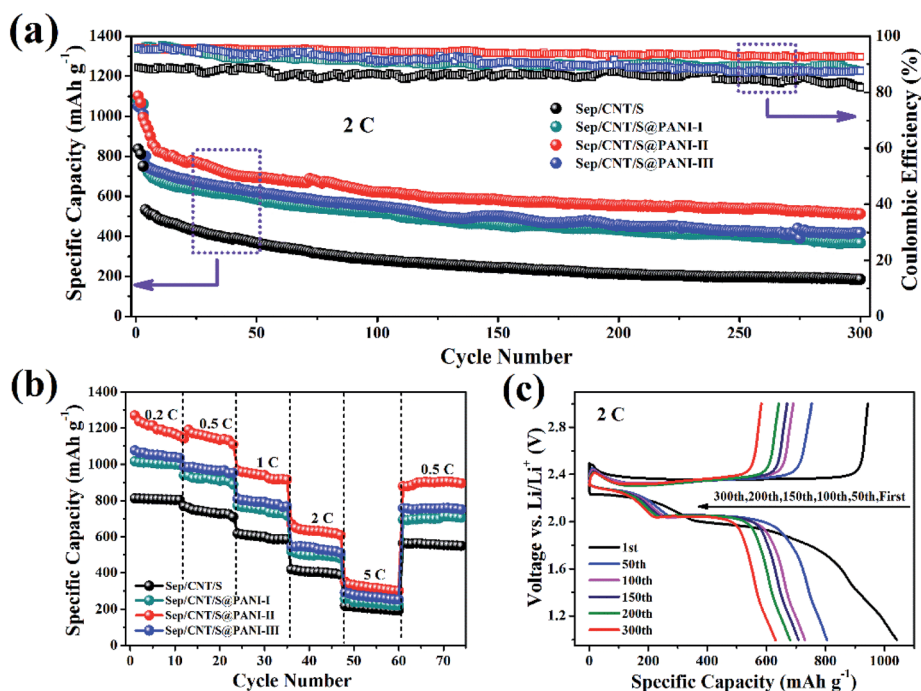 (a)
1400
1200
1000
800
600
400
200
0
Specific Capacity (mAh g⁻¹)
100
80
60
40
20
0
Coulombic Efficiency (%)
2 C
Sep/CNT/S
Sep/CNT/S@PANI-I
Sep/CNT/S@PANI-II
Sep/CNT/S@PANI-III
0 50 100 150 200 250 300
Cycle Number
(b)
1400
1200
1000
800
600
400
200
0
Specific Capacity (mAh g⁻¹)
0.2 C
0.5 C
1 C
2 C
5 C
0.5 C
Sep/CNT/S
Sep/CNT/S@PANI-I
Sep/CNT/S@PANI-II
Sep/CNT/S@PANI-III
0 10 20 30 40 50 60 70
Cycle Number
(c)
2.8
2.4
2.0
1.6
1.2
Voltage vs. Li/Li⁺ (V)
2 C
300th,200th,150th,100th,50th,First
1st
50th
100th
150th
200th
300th
0 200 400 600 800 1000
Specific Capacity/mAh g⁻¹